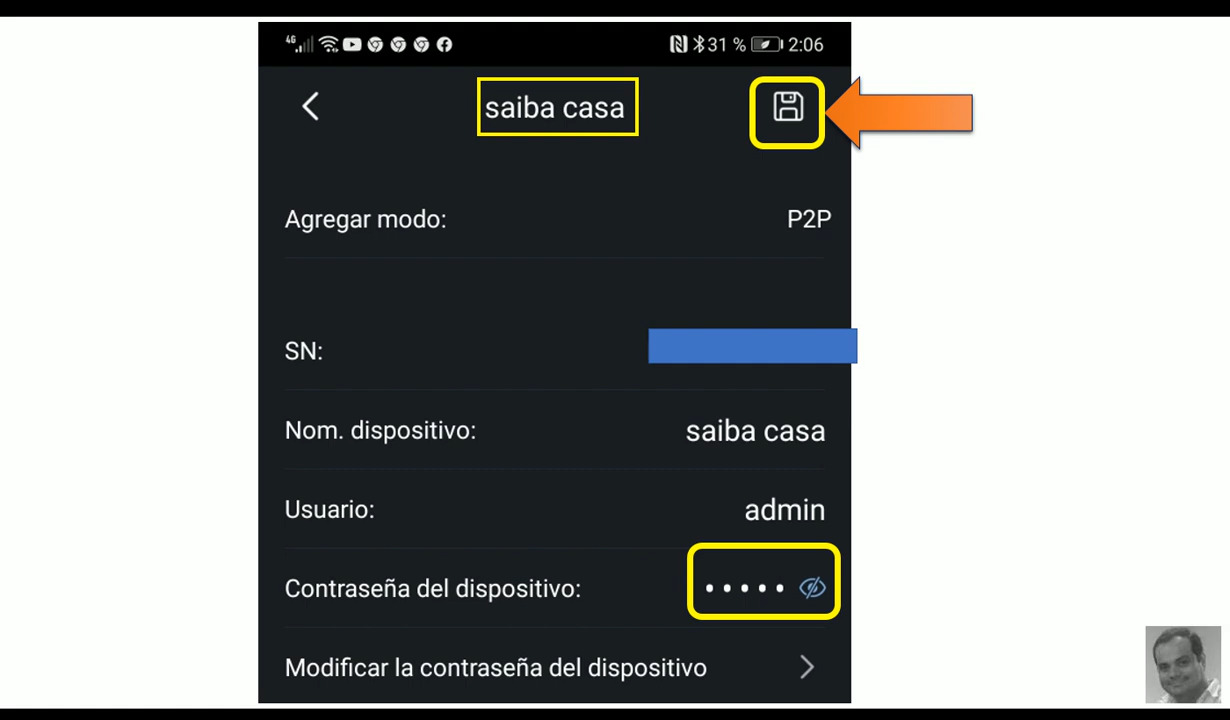 4G 31 % 2:06
saiba casa
Agregar modo: P2P
SN:
Nom. dispositivo: saiba casa
Usuario: admin
Contraseña del dispositivo: •••••
Modificar la contraseña del dispositivo